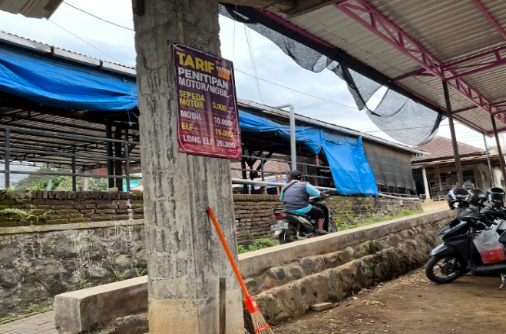 TARIF
PENITIPAN
MOTOR/MOBIL
SEPEDA
MOTOR 5.000
MOBIL 10.000
ELF 15.000
LONG ELF 20.000